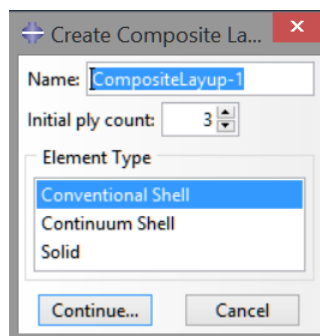 Create Composite La...
Name: CompositeLayup-1
Initial ply count: 3
Element Type
Conventional Shell
Continuum Shell
Solid
Continue... Cancel